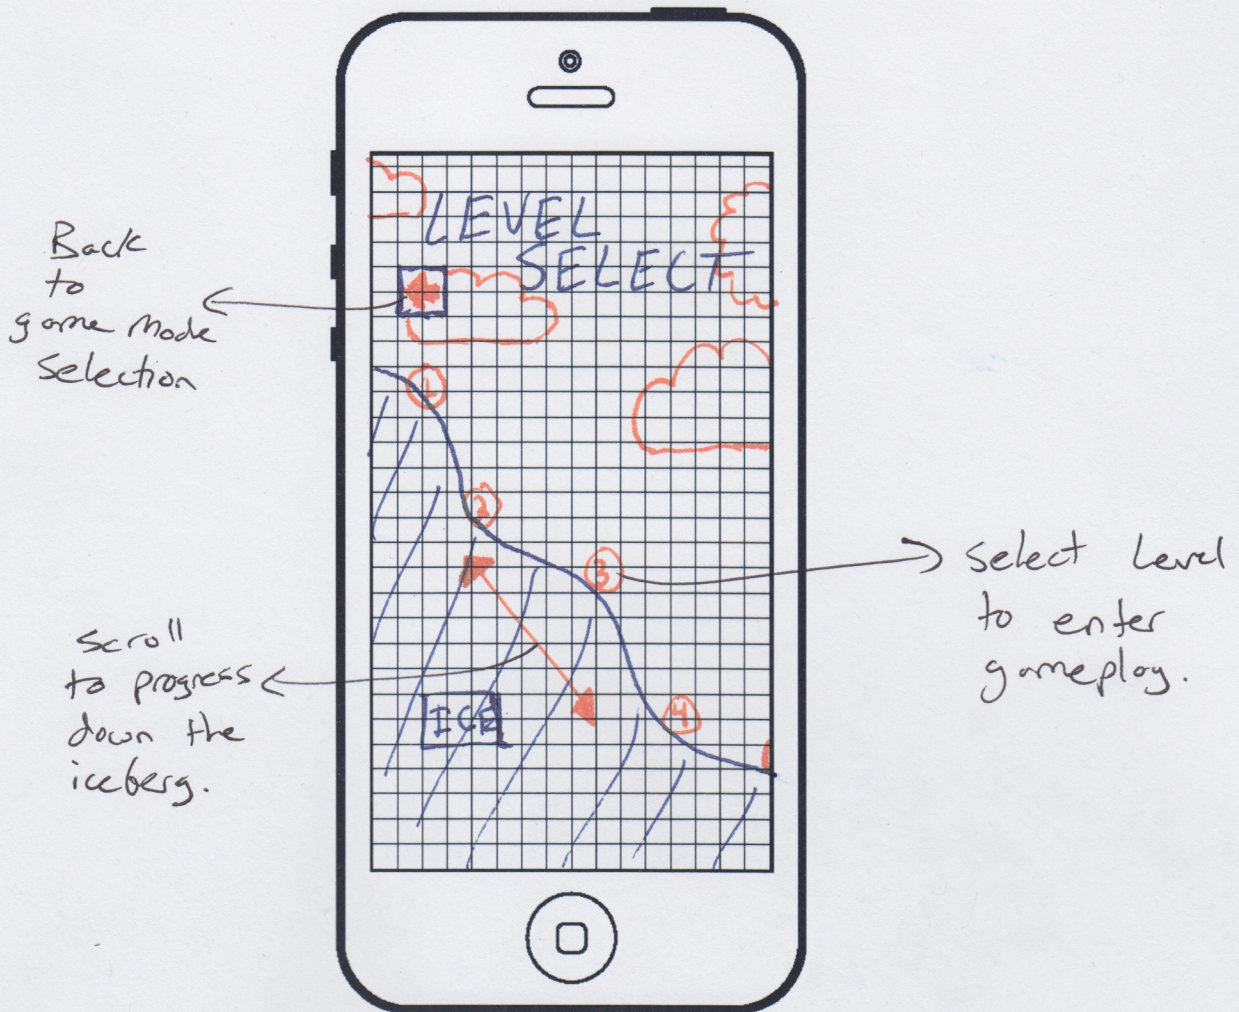 LEVEL
SELECT
Back
to
game mode
selection
1
2
3
4
Select Level
to enter
gameplay.
Scroll
to progress
down the
iceberg.
ICE